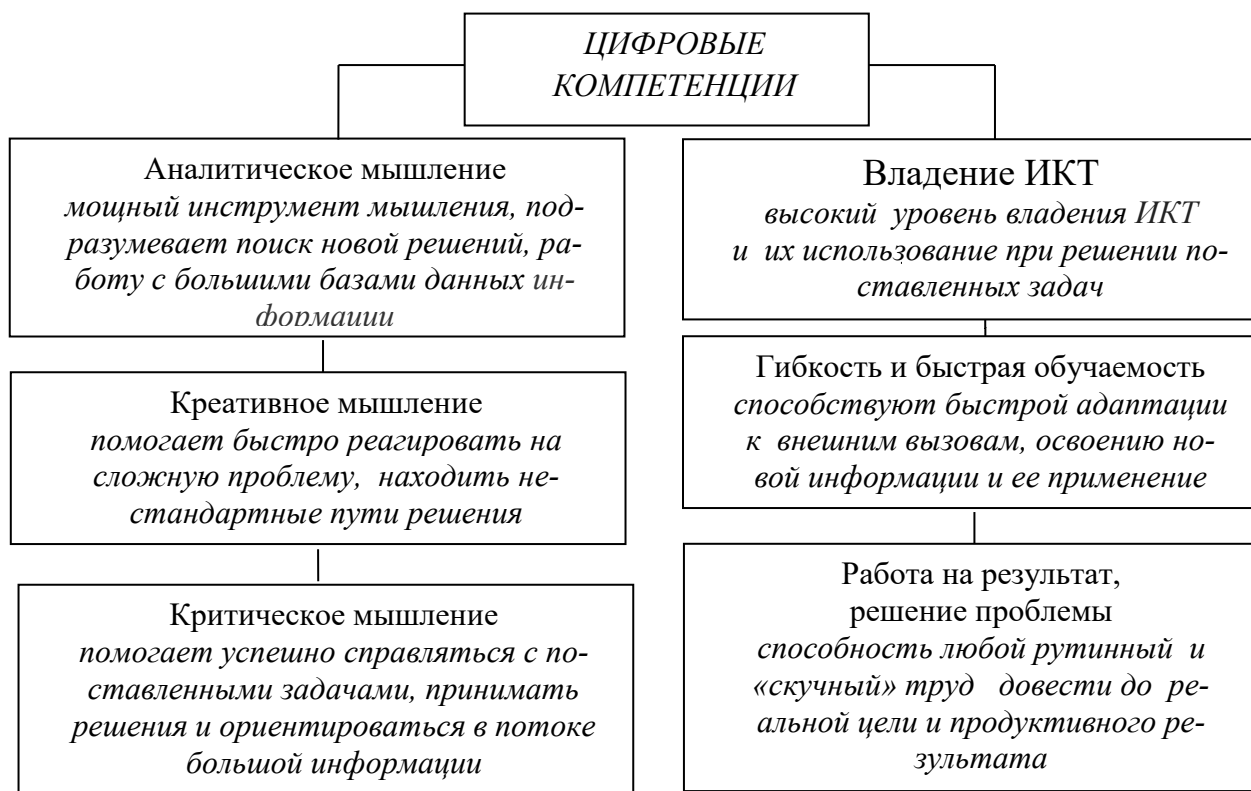 ЦИФРОВЫЕ
КОМПЕТЕНЦИИ
Аналитическое мышление
мощный инструмент мышления, под-
разумевает поиск новой решений, ра-
боту с большими базами данных ин-
формации
Креативное мышление
помогает быстро реагировать на
сложную проблему, находить не-
стандартные пути решения
Критическое мышление
помогает успешно справляться с по-
ставленными задачами, принимать
решения и ориентироваться в потоке
большой информации
Владение ИКТ
высокий уровень владения ИКТ
и их использование при решении по-
ставленных задач
Гибкость и быстрая обучаемость
способствуют быстрой адаптации
к внешним вызовам, освоению но-
вой информации и ее применение
Работа на результат,
решение проблемы
способность любой рутинный и
«скучный» труд довести до ре-
альной цели и продуктивного ре-
зультата